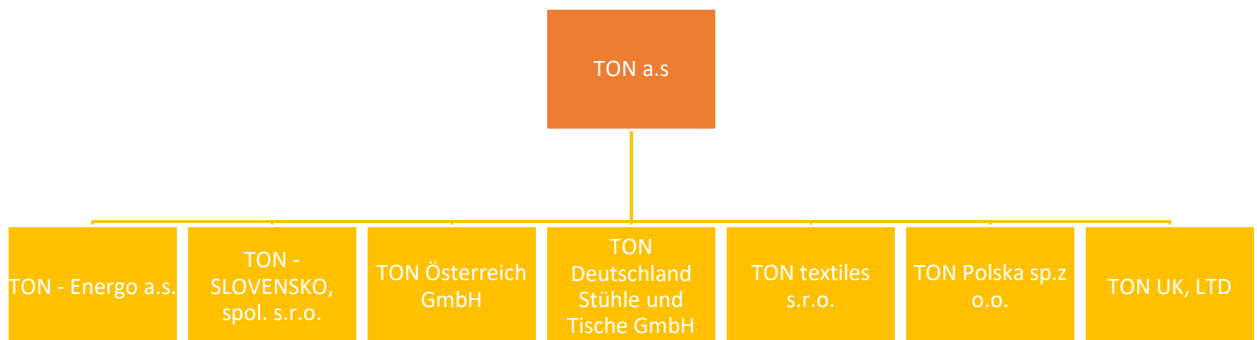 TON a.s
TON - Energo a.s.
TON -
SLOVENSKO,
spol. s.r.o.
TON Österreich
GmbH
TON
Deutschland
Stühle und
Tische GmbH
TON textiles
s.r.o.
TON Polska sp.z
o.o.
TON UK, LTD